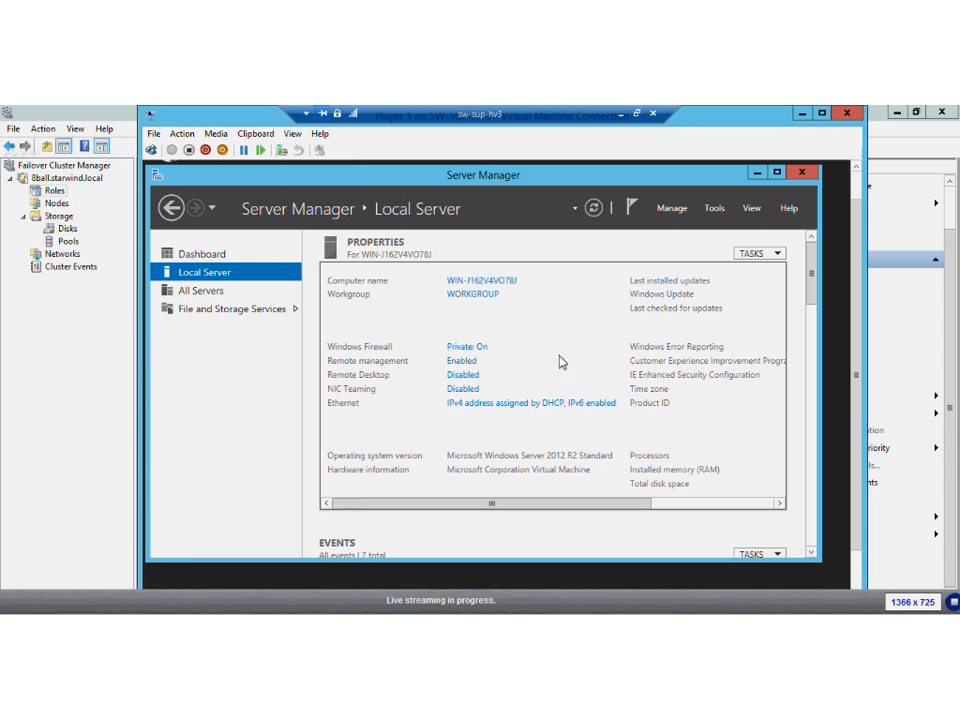 sw-sup-hv3
File Action View Help
Failover Cluster Manager
8ball.starwind.local
Roles
Nodes
Storage
Disks
Pools
Networks
Cluster Events
File Action Media Clipboard View Help
Server Manager
Server Manager ‣ Local Server
Manage Tools View Help
Dashboard
Local Server
All Servers
File and Storage Services
PROPERTIES
For WIN-J162V4VO78J
TASKS
Computer name WIN-J162V4VO78J Last installed updates
Workgroup WORKGROUP Windows Update
Last checked for updates
Windows Firewall Private: On Windows Error Reporting
Remote management Enabled Customer Experience Improvement Progra
Remote Desktop Disabled IE Enhanced Security Configuration
NIC Teaming Disabled Time zone
Ethernet IPv4 address assigned by DHCP, IPv6 enabled Product ID
Operating system version Microsoft Windows Server 2012 R2 Standard Processors
Hardware information Microsoft Corporation Virtual Machine Installed memory (RAM)
Total disk space
EVENTS
All events | 7 total
TASKS
Live streaming in progress.
1366 x 725